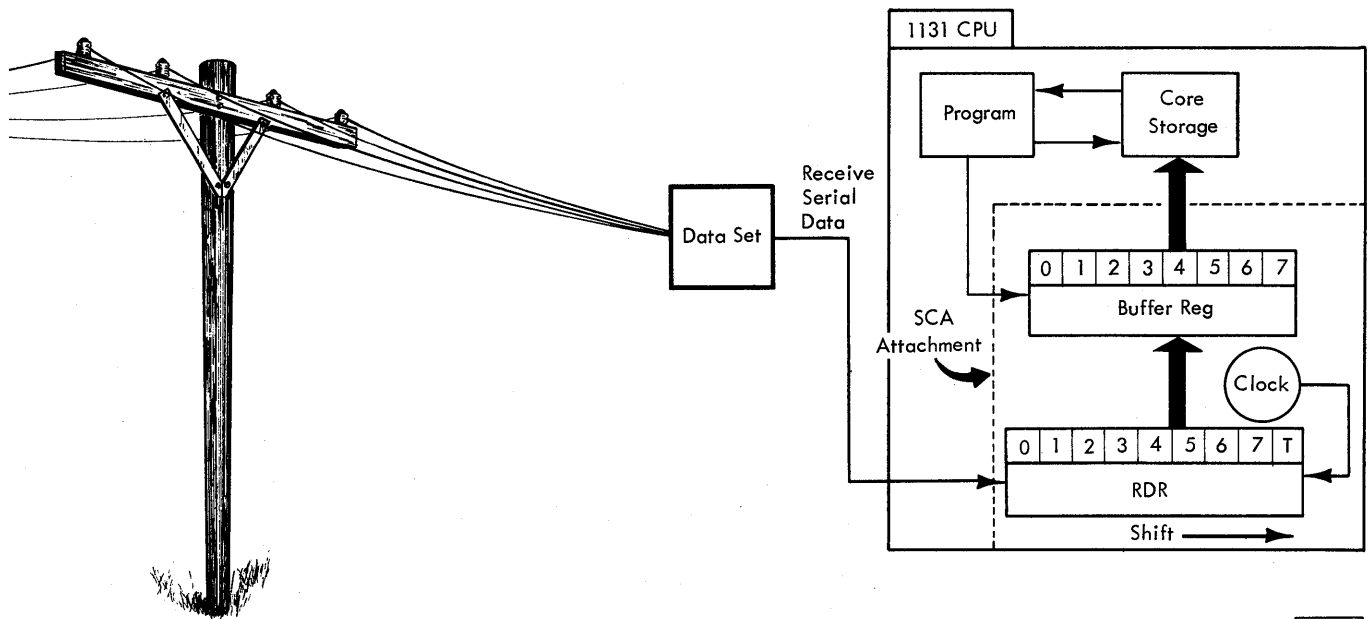 1131 CPU
Program
Core
Storage
Receive
Serial
Data
Data Set
0 1 2 3 4 5 6 7
Buffer Reg
SCA
Attachment
Clock
0 1 2 3 4 5 6 7 T
RDR
Shift